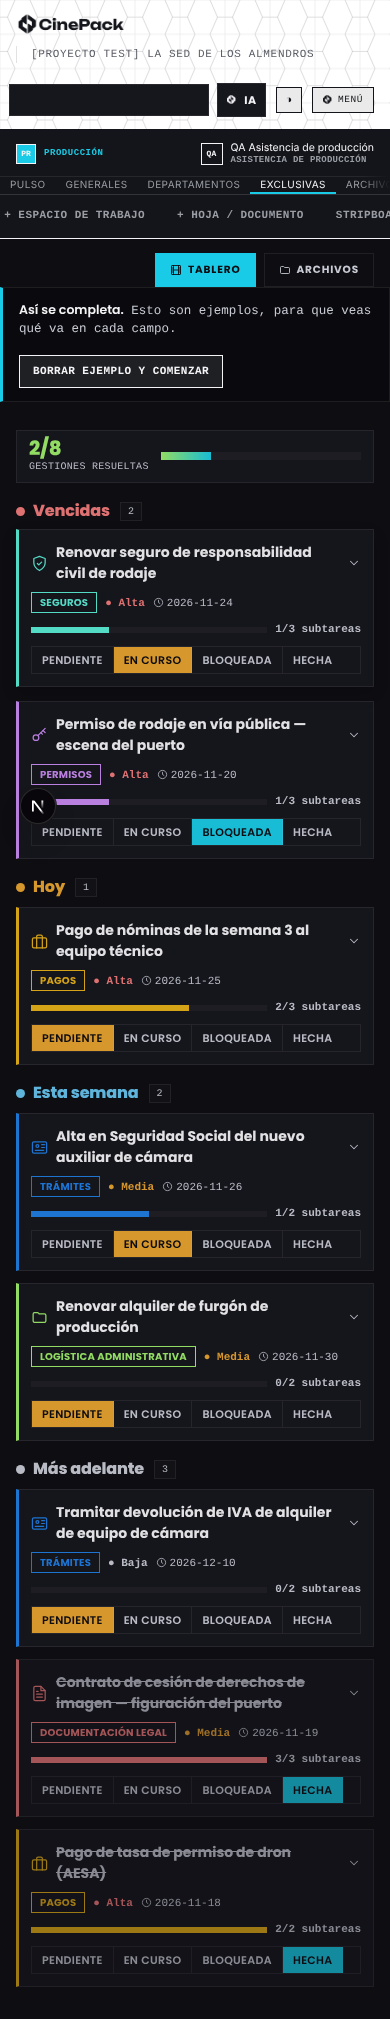 CinePack
[PROYECTO TEST] LA SED DE LOS ALMENDROS
IA
MENÚ
PR PRODUCCIÓN
QA QA Asistencia de producción
ASISTENCIA DE PRODUCCIÓN
PULSO GENERALES DEPARTAMENTOS EXCLUSIVAS ARCHIV
+ ESPACIO DE TRABAJO + HOJA / DOCUMENTO STRIPBOA
TABLERO ARCHIVOS
Así se completa. Esto son ejemplos, para que veas
qué va en cada campo.
BORRAR EJEMPLO Y COMENZAR
2/8
GESTIONES RESUELTAS
Vencidas 2
Renovar seguro de responsabilidad
civil de rodaje
SEGUROS ● Alta 2026-11-24
1/3 subtareas
PENDIENTE EN CURSO BLOQUEADA HECHA
Permiso de rodaje en vía pública —
escena del puerto
PERMISOS ● Alta 2026-11-20
N
1/3 subtareas
PENDIENTE EN CURSO BLOQUEADA HECHA
Hoy 1
Pago de nóminas de la semana 3 al
equipo técnico
PAGOS ● Alta 2026-11-25
2/3 subtareas
PENDIENTE EN CURSO BLOQUEADA HECHA
Esta semana 2
Alta en Seguridad Social del nuevo
auxiliar de cámara
TRÁMITES ● Media 2026-11-26
1/2 subtareas
PENDIENTE EN CURSO BLOQUEADA HECHA
Renovar alquiler de furgón de
producción
LOGÍSTICA ADMINISTRATIVA ● Media 2026-11-30
0/2 subtareas
PENDIENTE EN CURSO BLOQUEADA HECHA
Más adelante 3
Tramitar devolución de IVA de alquiler
de equipo de cámara
TRÁMITES ● Baja 2026-12-10
0/2 subtareas
PENDIENTE EN CURSO BLOQUEADA HECHA
Contrato de cesión de derechos de
imagen — figuración del puerto
DOCUMENTACIÓN LEGAL ● Media 2026-11-19
3/3 subtareas
PENDIENTE EN CURSO BLOQUEADA HECHA
Pago de tasa de permiso de dron
(AESA)
PAGOS ● Alta 2026-11-18
2/2 subtareas
PENDIENTE EN CURSO BLOQUEADA HECHA